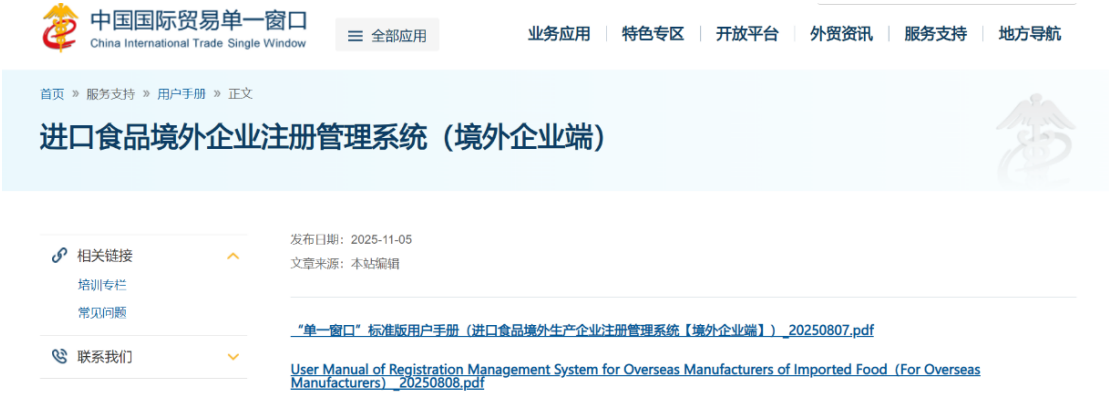 中国国际贸易单一窗口
China International Trade Single Window
全部应用
业务应用 特色专区 开放平台 外贸资讯 服务支持 地方导航
首页 » 服务支持 » 用户手册 » 正文
进口食品境外企业注册管理系统（境外企业端）
相关链接
培训专栏
常见问题
联系我们
发布日期：2025-11-05
文章来源：本站编辑
“单一窗口”标准版用户手册（进口食品境外生产企业注册管理系统【境外企业端】）_20250807.pdf
User Manual of Registration Management System for Overseas Manufacturers of Imported Food（For Overseas
Manufacturers）_20250808.pdf